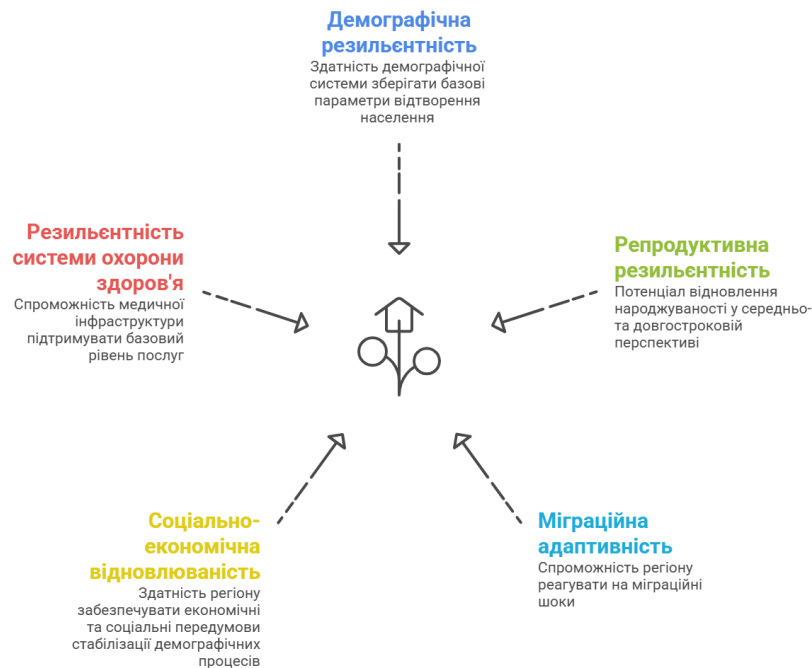 Демографічна
резильєнтність
Здатність демографічної
системи зберігати базові
параметри відтворення
населення
Резильєнтність
системи охорони
здоров'я
Спроможність медичної
інфраструктури
підтримувати базовий
рівень послуг
Репродуктивна
резильєнтність
Потенціал відновлення
народжуваності у середньо-
та довгостроковій
перспективі
Соціально-
економічна
відновлюваність
Здатність регіону
забезпечувати економічні
та соціальні передумови
стабілізації демографічних
процесів
Міграційна
адаптивність
Спроможність регіону
реагувати на міграційні
шоки